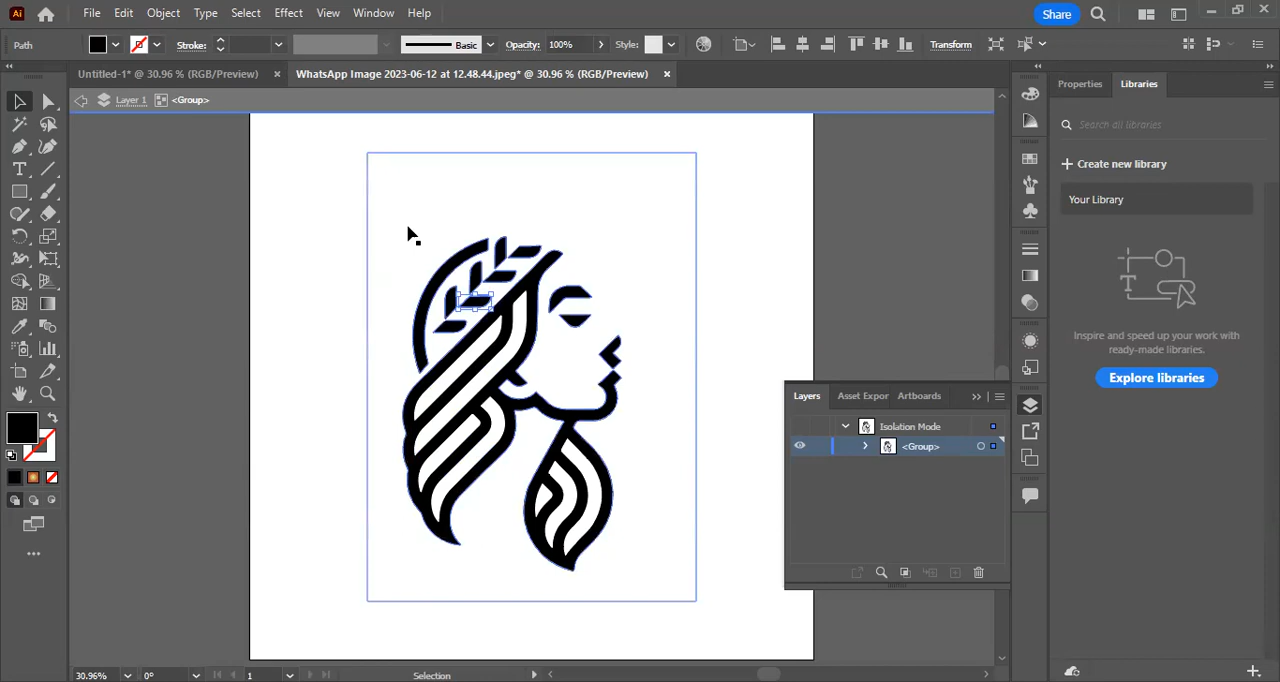 Ai File Edit Object Type Select Effect View Window Help Share
Path Stroke: Basic Opacity: 100% Style: Transform
Untitled-1* @ 30.96 % (RGB/Preview) × WhatsApp Image 2023-06-12 at 12.48.44.jpeg* @ 30.96 % (RGB/Preview) ×
Layer 1 <Group>
Properties Libraries
Search all libraries
Create new library
Your Library
Inspire and speed up your work with
ready-made libraries.
Explore libraries
Layers Asset Expor Artboards
Isolation Mode
<Group>
30.96% 0° 1 Selection